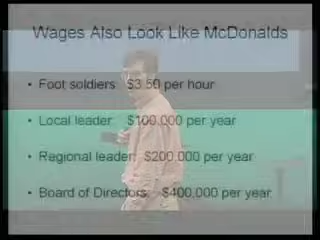 Wages Also Look Like McDonalds
• Foot soldiers: $3.50 per hour
• Local leader: $100,000 per year
• Regional leader: $200,000 per year
• Board of Directors: $400,000 per year